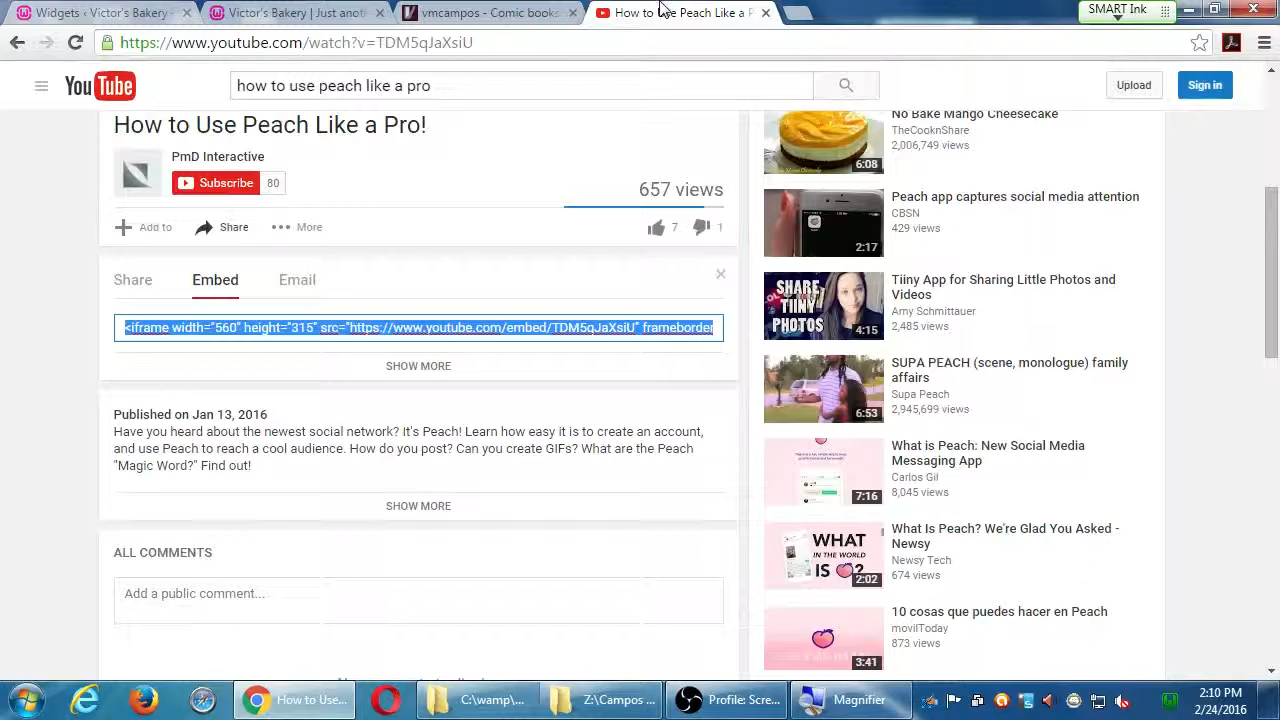 Widgets ‹ Victor's Bakery
Victor's Bakery | Just ano
vmcampos - Comic book
How to Use Peach Like a P
SMART Ink
https://www.youtube.com/watch?v=TDM5qJaXsiU
YouTube
how to use peach like a pro
Upload
Sign in
How to Use Peach Like a Pro!
PmD Interactive
Subscribe
80
657 views
Add to
Share
More
7
1
Share
Embed
Email
<iframe width="560" height="315" src="https://www.youtube.com/embed/TDM5qJaXsiU" frameborder
SHOW MORE
Published on Jan 13, 2016
Have you heard about the newest social network? It's Peach! Learn how easy it is to create an account,
and use Peach to reach a cool audience. How do you post? Can you create GIFs? What are the Peach
"Magic Word?" Find out!
SHOW MORE
ALL COMMENTS
Add a public comment...
No Bake Mango Cheesecake
TheCooknShare
2,006,749 views
6:08
Peach app captures social media attention
CBSN
429 views
2:17
Tiiny App for Sharing Little Photos and
Videos
Amy Schmittauer
2,485 views
SHARE
TIINY
PHOTOS
4:15
SUPA PEACH (scene, monologue) family
affairs
Supa Peach
2,945,699 views
6:53
What is Peach: New Social Media
Messaging App
Carlos Gil
8,045 views
7:16
What Is Peach? We're Glad You Asked -
Newsy
Newsy Tech
674 views
WHAT
IN THE WORLD
IS ?
2:02
10 cosas que puedes hacer en Peach
movilToday
873 views
3:41
How to Use...
C:\wamp\...
Z:\Campos ...
Profile: Scre...
Magnifier
2:10 PM
2/24/2016